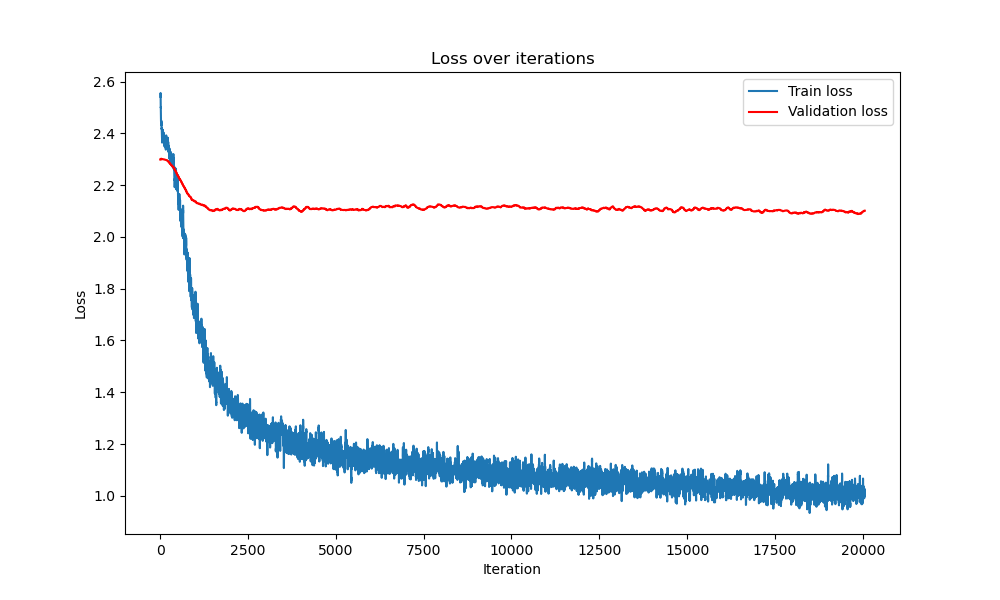 Loss over iterations
Train loss
Validation loss
2.6
2.4
2.2
2.0
1.8
1.6
1.4
1.2
1.0
Loss
0 2500 5000 7500 10000 12500 15000 17500 20000
Iteration